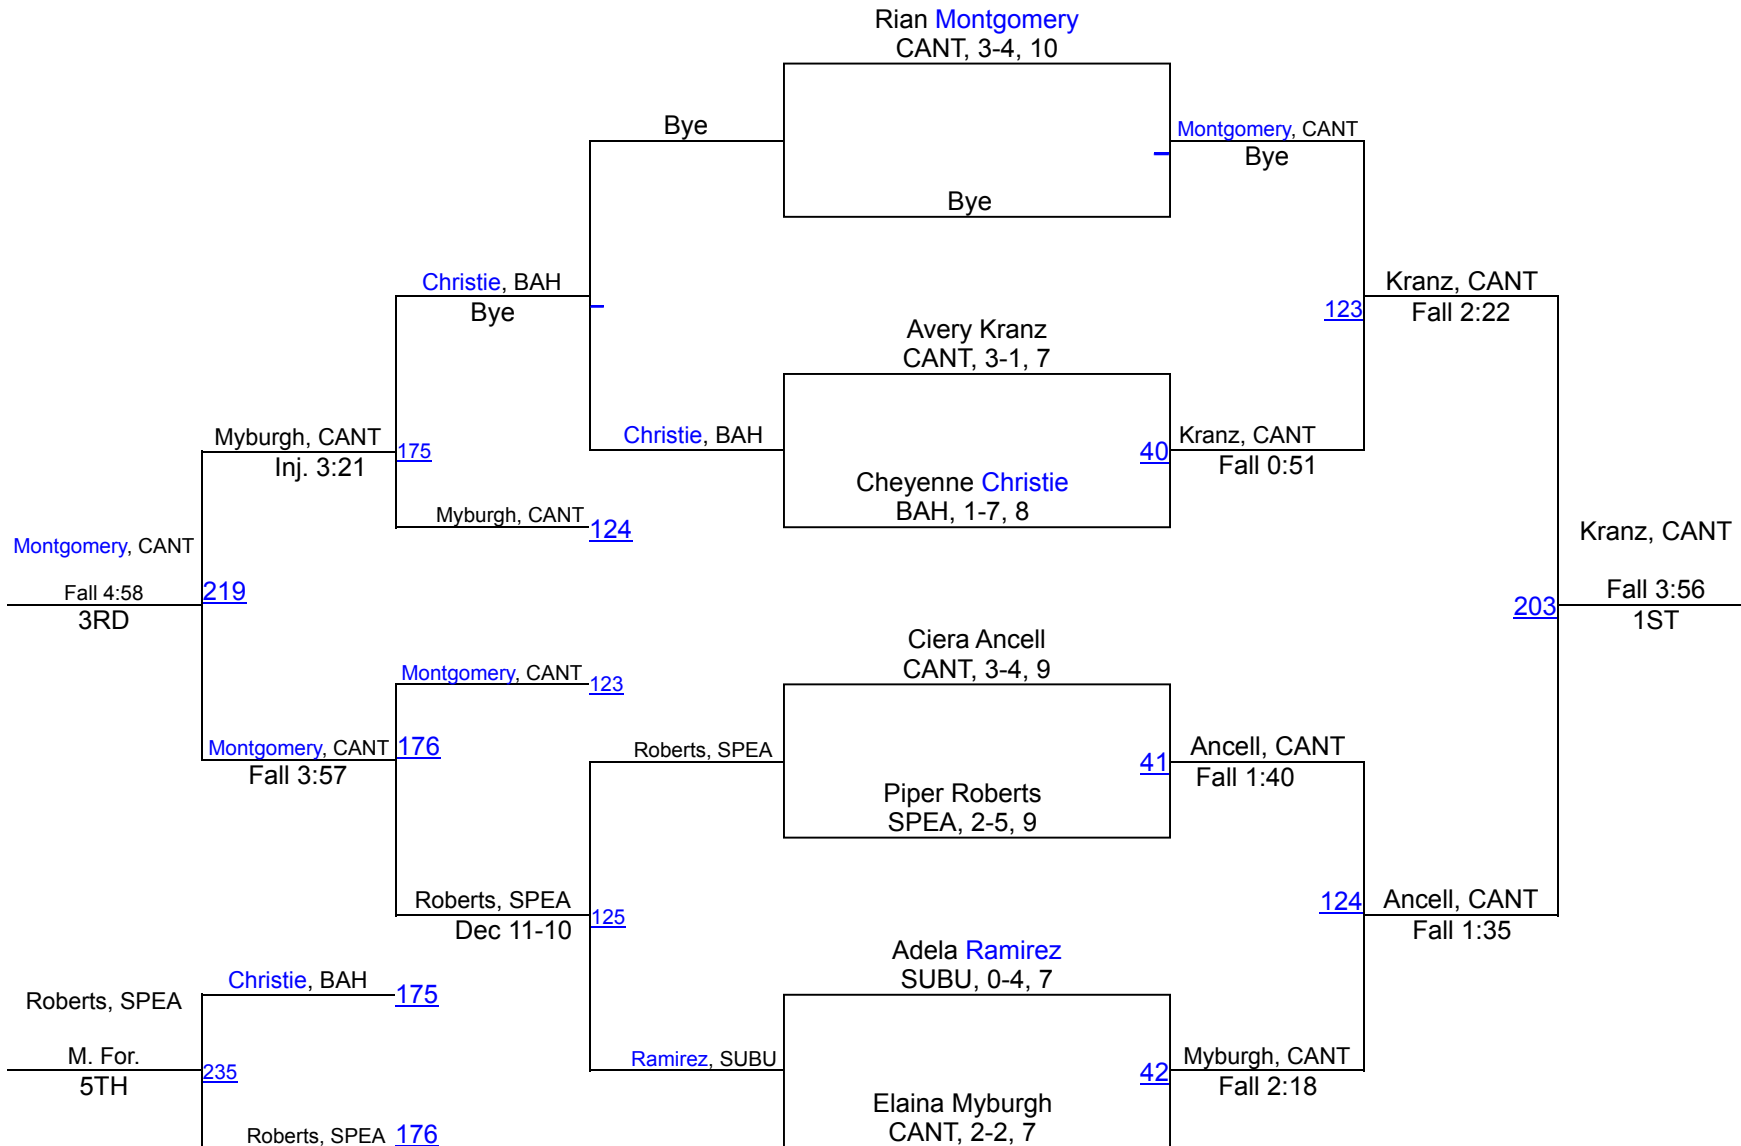 Rian Montgomery
CANT, 3-4, 10
Bye
Montgomery, CANT
Bye
Bye
Christie, BAH
Bye
Kranz, CANT
123
Fall 2:22
Avery Kranz
CANT, 3-1, 7
Myburgh, CANT
175
Inj. 3:21
Christie, BAH
40
Kranz, CANT
Fall 0:51
Cheyenne Christie
BAH, 1-7, 8
Myburgh, CANT
124
Montgomery, CANT
Kranz, CANT
Fall 4:58
219
3RD
203
Fall 3:56
1ST
Ciera Ancell
CANT, 3-4, 9
Montgomery, CANT
123
Montgomery, CANT
176
Fall 3:57
Roberts, SPEA
41
Ancell, CANT
Fall 1:40
Piper Roberts
SPEA, 2-5, 9
Roberts, SPEA
125
Dec 11-10
124
Ancell, CANT
Fall 1:35
Adela Ramirez
SUBU, 0-4, 7
Christie, BAH
175
Roberts, SPEA
M. For.
235
5TH
Ramirez, SUBU
42
Myburgh, CANT
Fall 2:18
Elaina Myburgh
CANT, 2-2, 7
Roberts, SPEA
176